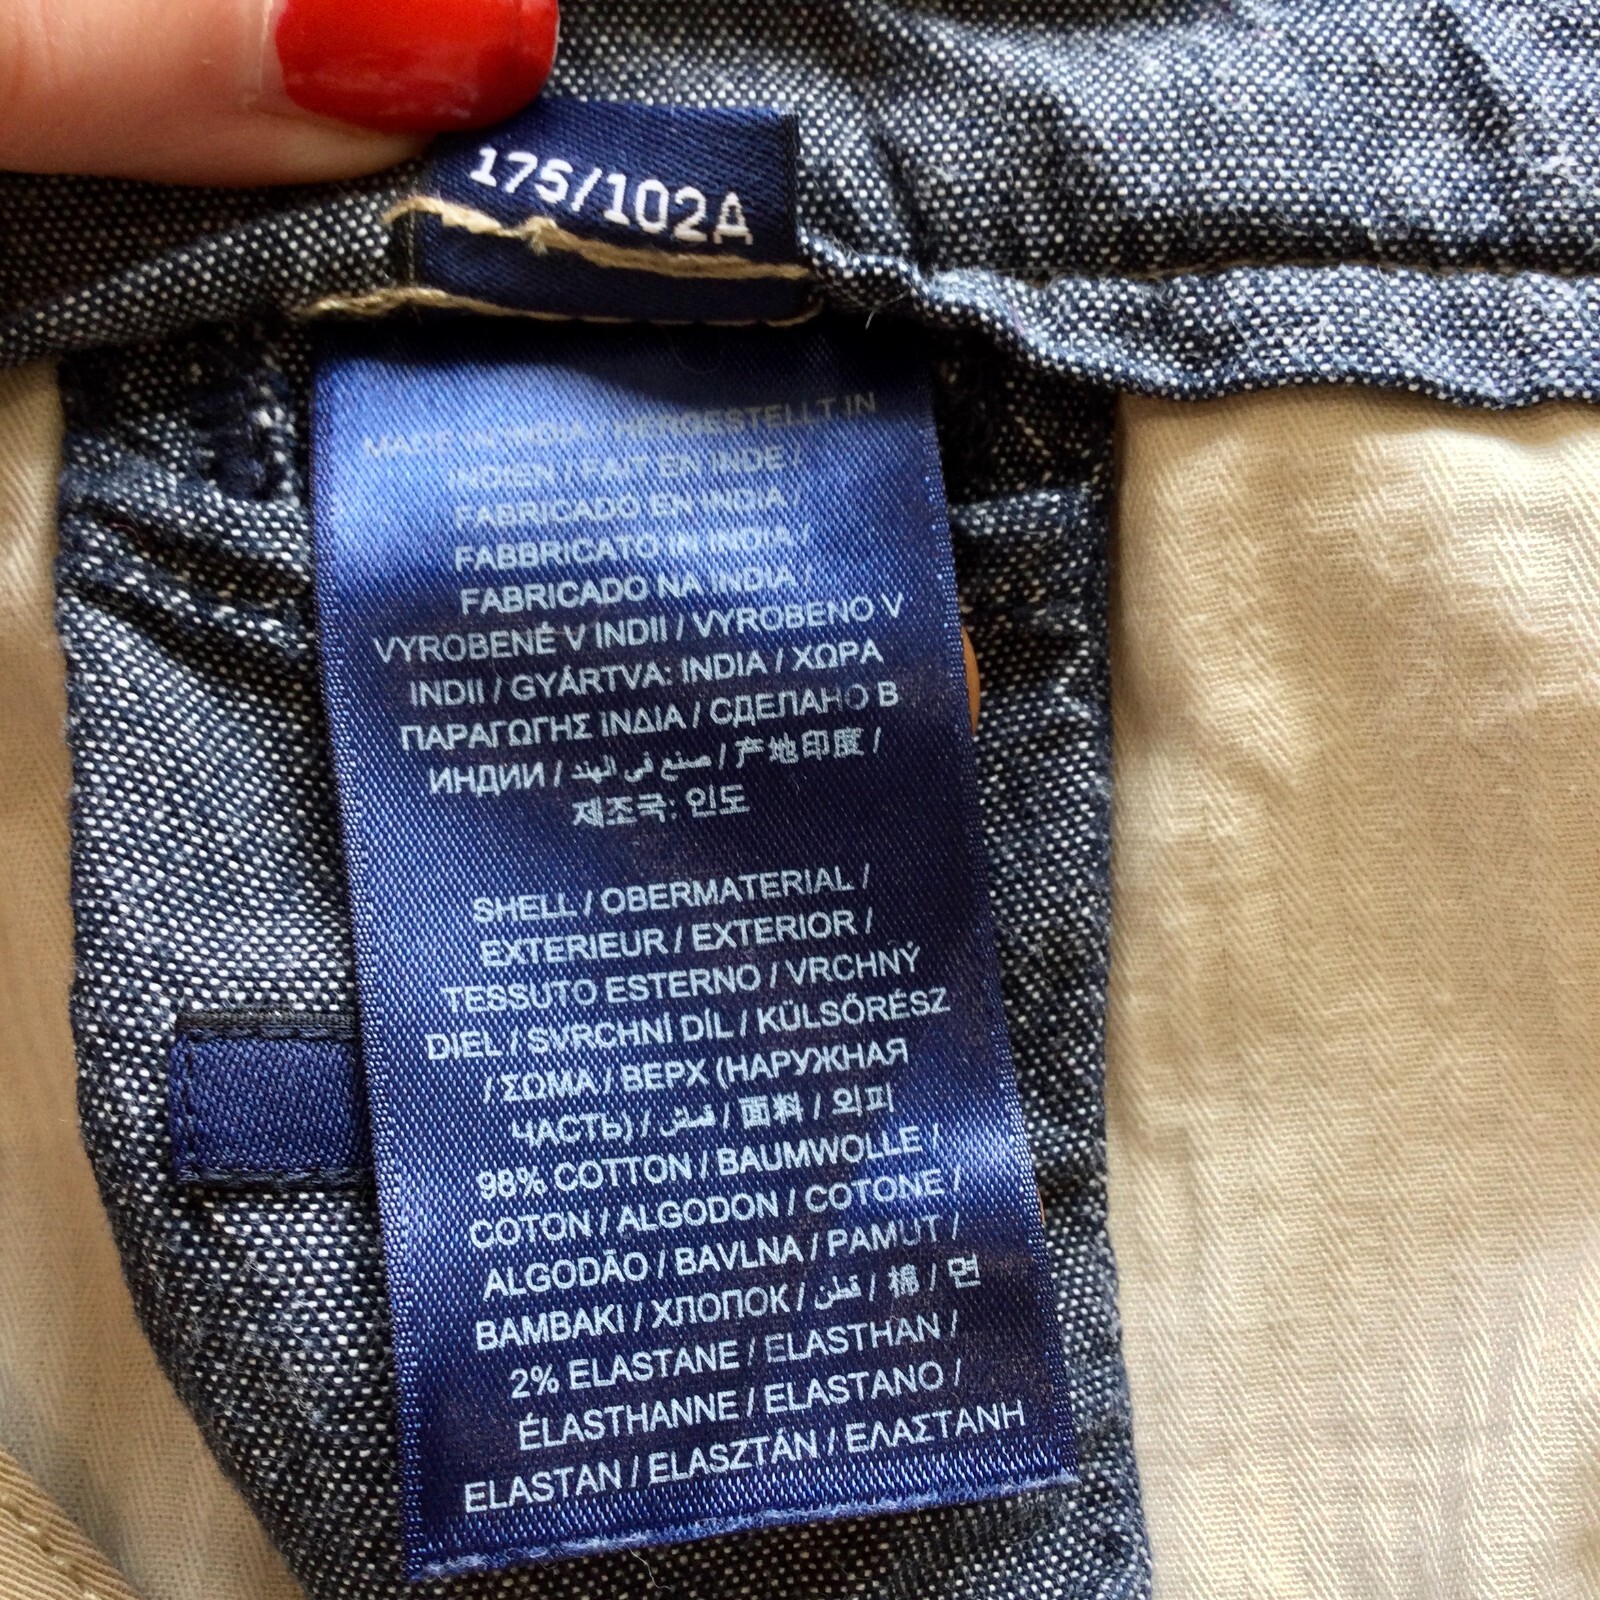 175/102A
MADE IN INDIA / HERGESTELLT IN
INDIEN / FAIT EN INDE /
FABRICADO EN INDIA /
FABBRICATO IN INDIA /
FABRICADO NA INDIA /
VYROBENÉ V INDII / VYROBENO V
INDII / GYÁRTVA: INDIA / ΧΩΡΑ
ΠΑΡΑΓΩΓΗΣ ΙΝΔΙΑ / СДЕЛАНО В
ИНДИИ / صنع في الهند / 产地印度 /
제조국: 인도
SHELL / OBERMATERIAL /
EXTERIEUR / EXTERIOR /
TESSUTO ESTERNO / VRCHNÝ
DIEL / SVRCHNÍ DÍL / KÜLSŐRÉSZ
/ ΣΩΜΑ / ВЕРХ (НАРУЖНАЯ
ЧАСТЬ) / قماش / 面料 / 외피
98% COTTON / BAUMWOLLE /
COTON / ALGODON / COTONE /
ALGODÃO / BAVLNA / PAMUT /
BAMBAKI / ХЛОПОК / قطن / 棉 / 면
2% ELASTANE / ELASTHAN /
ÉLASTHANNE / ELASTANO /
ELASTAN / ELASZTÁN / ΕΛΑΣΤΑΝΗ